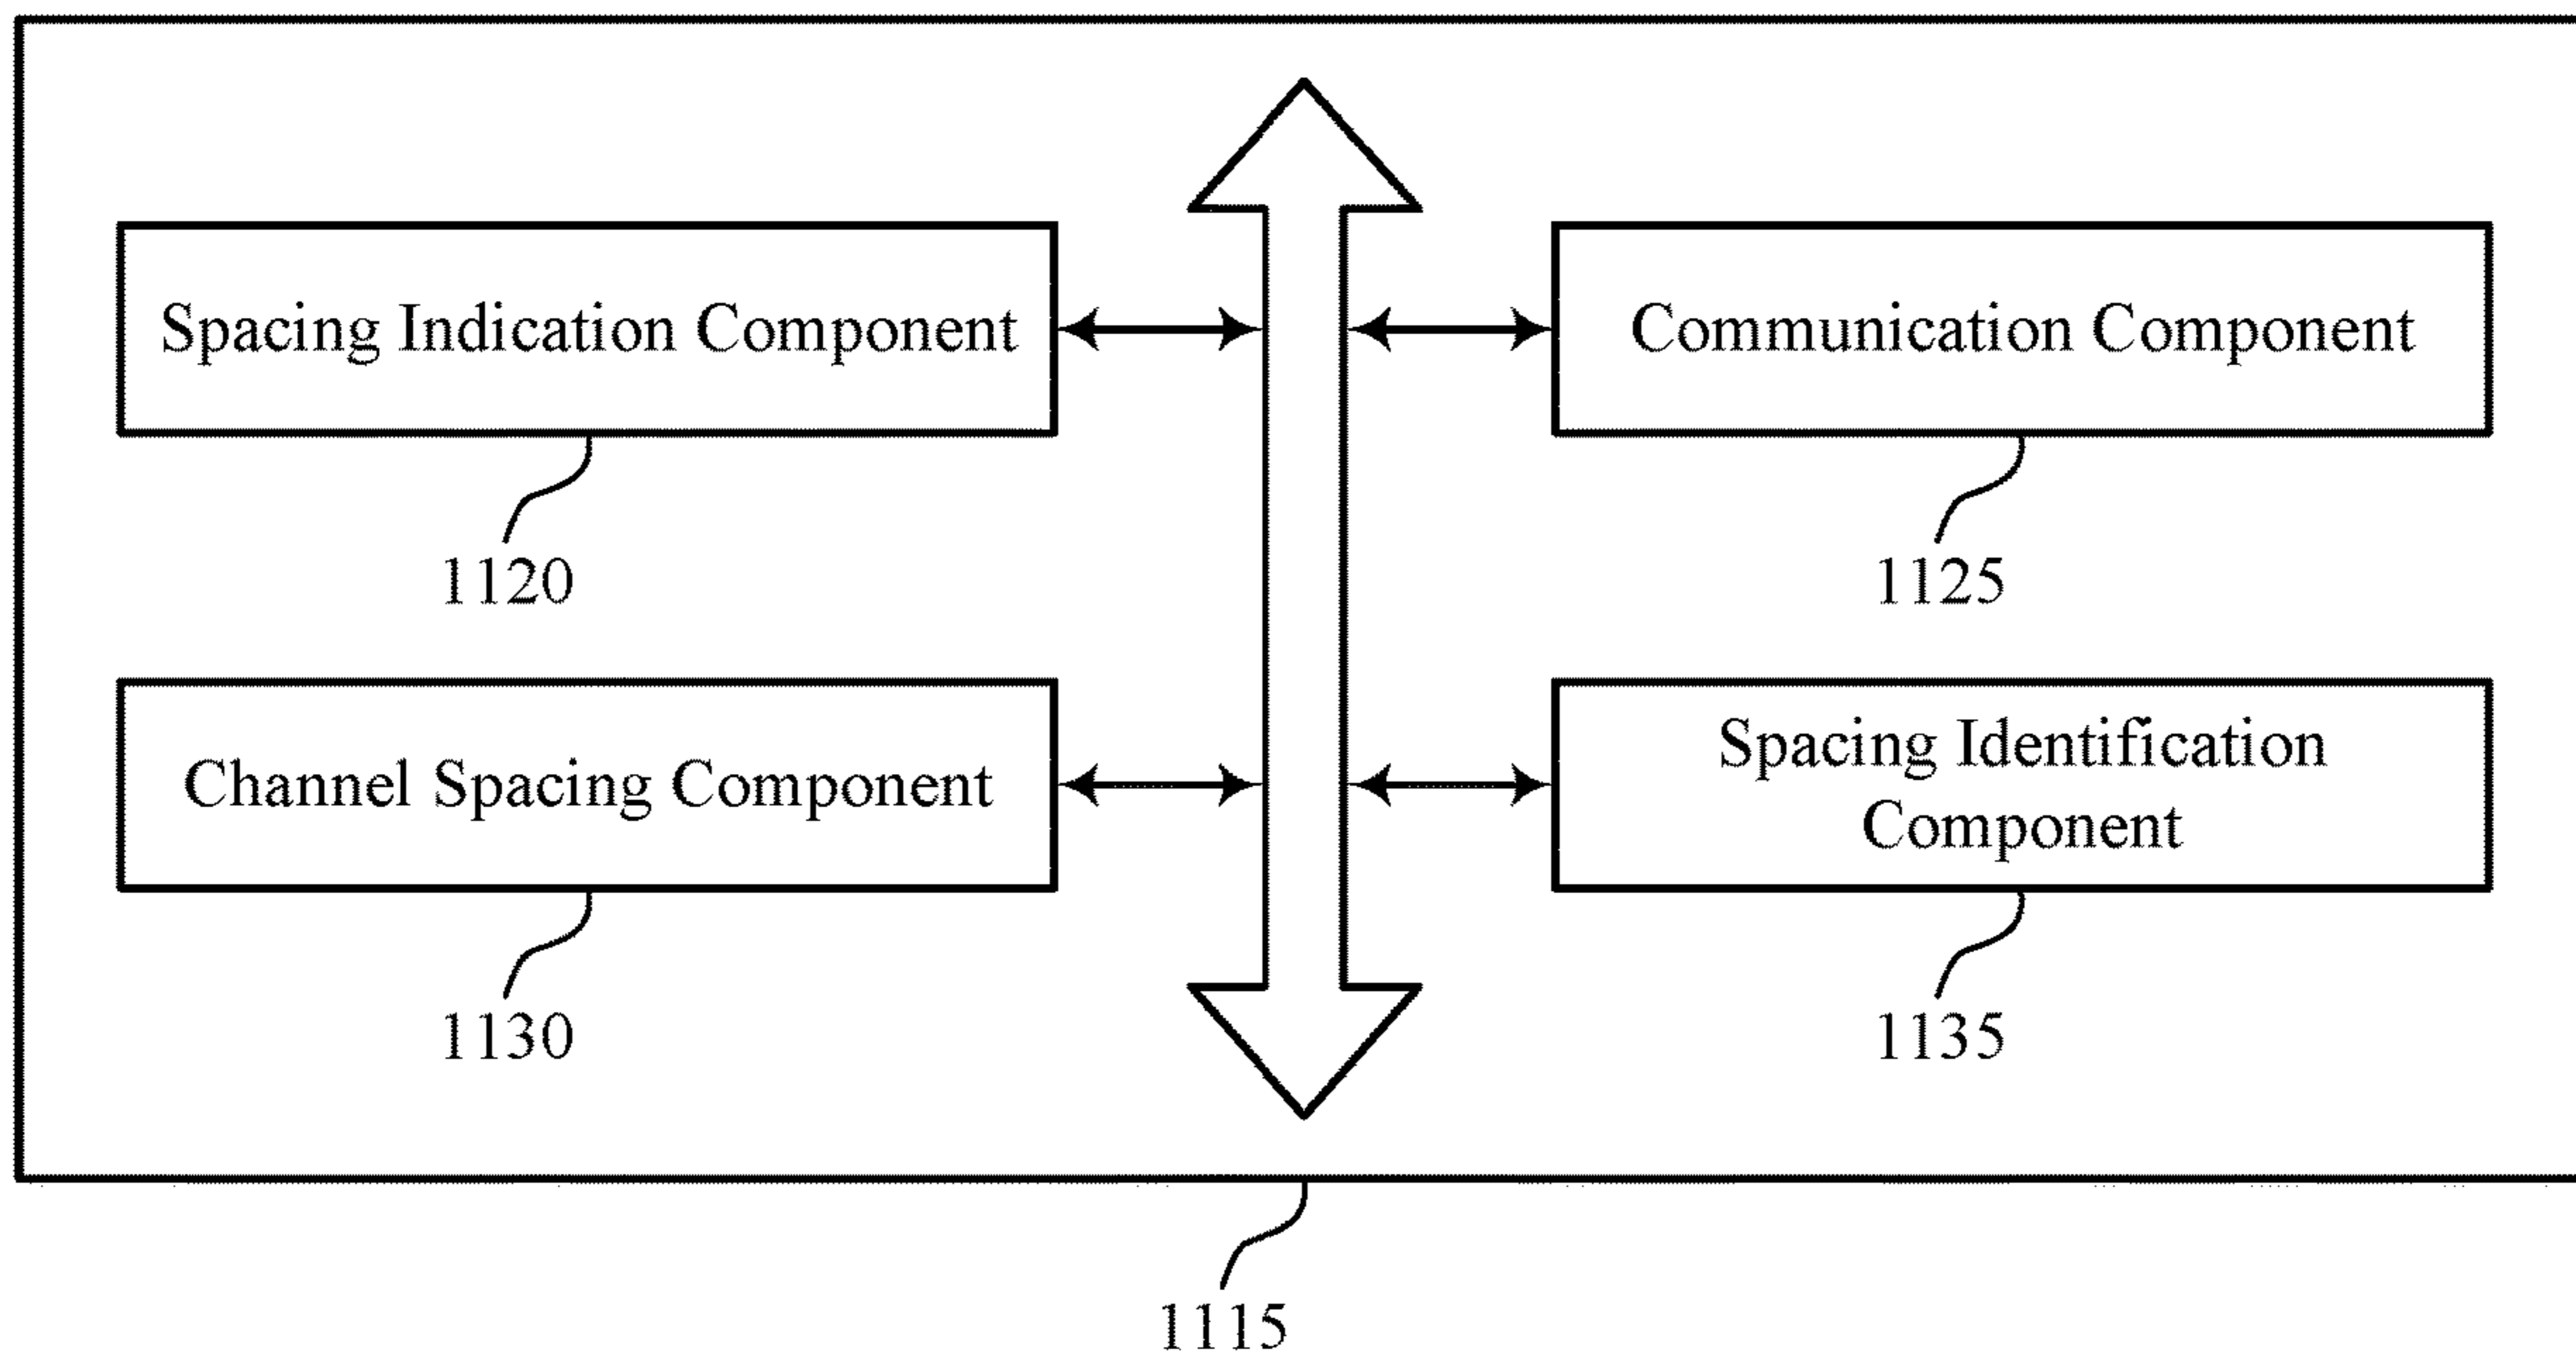 Spacing Indication Component
Communication Component
1120
1125
Channel Spacing Component
Spacing Identification
Component
1130
1135
1115